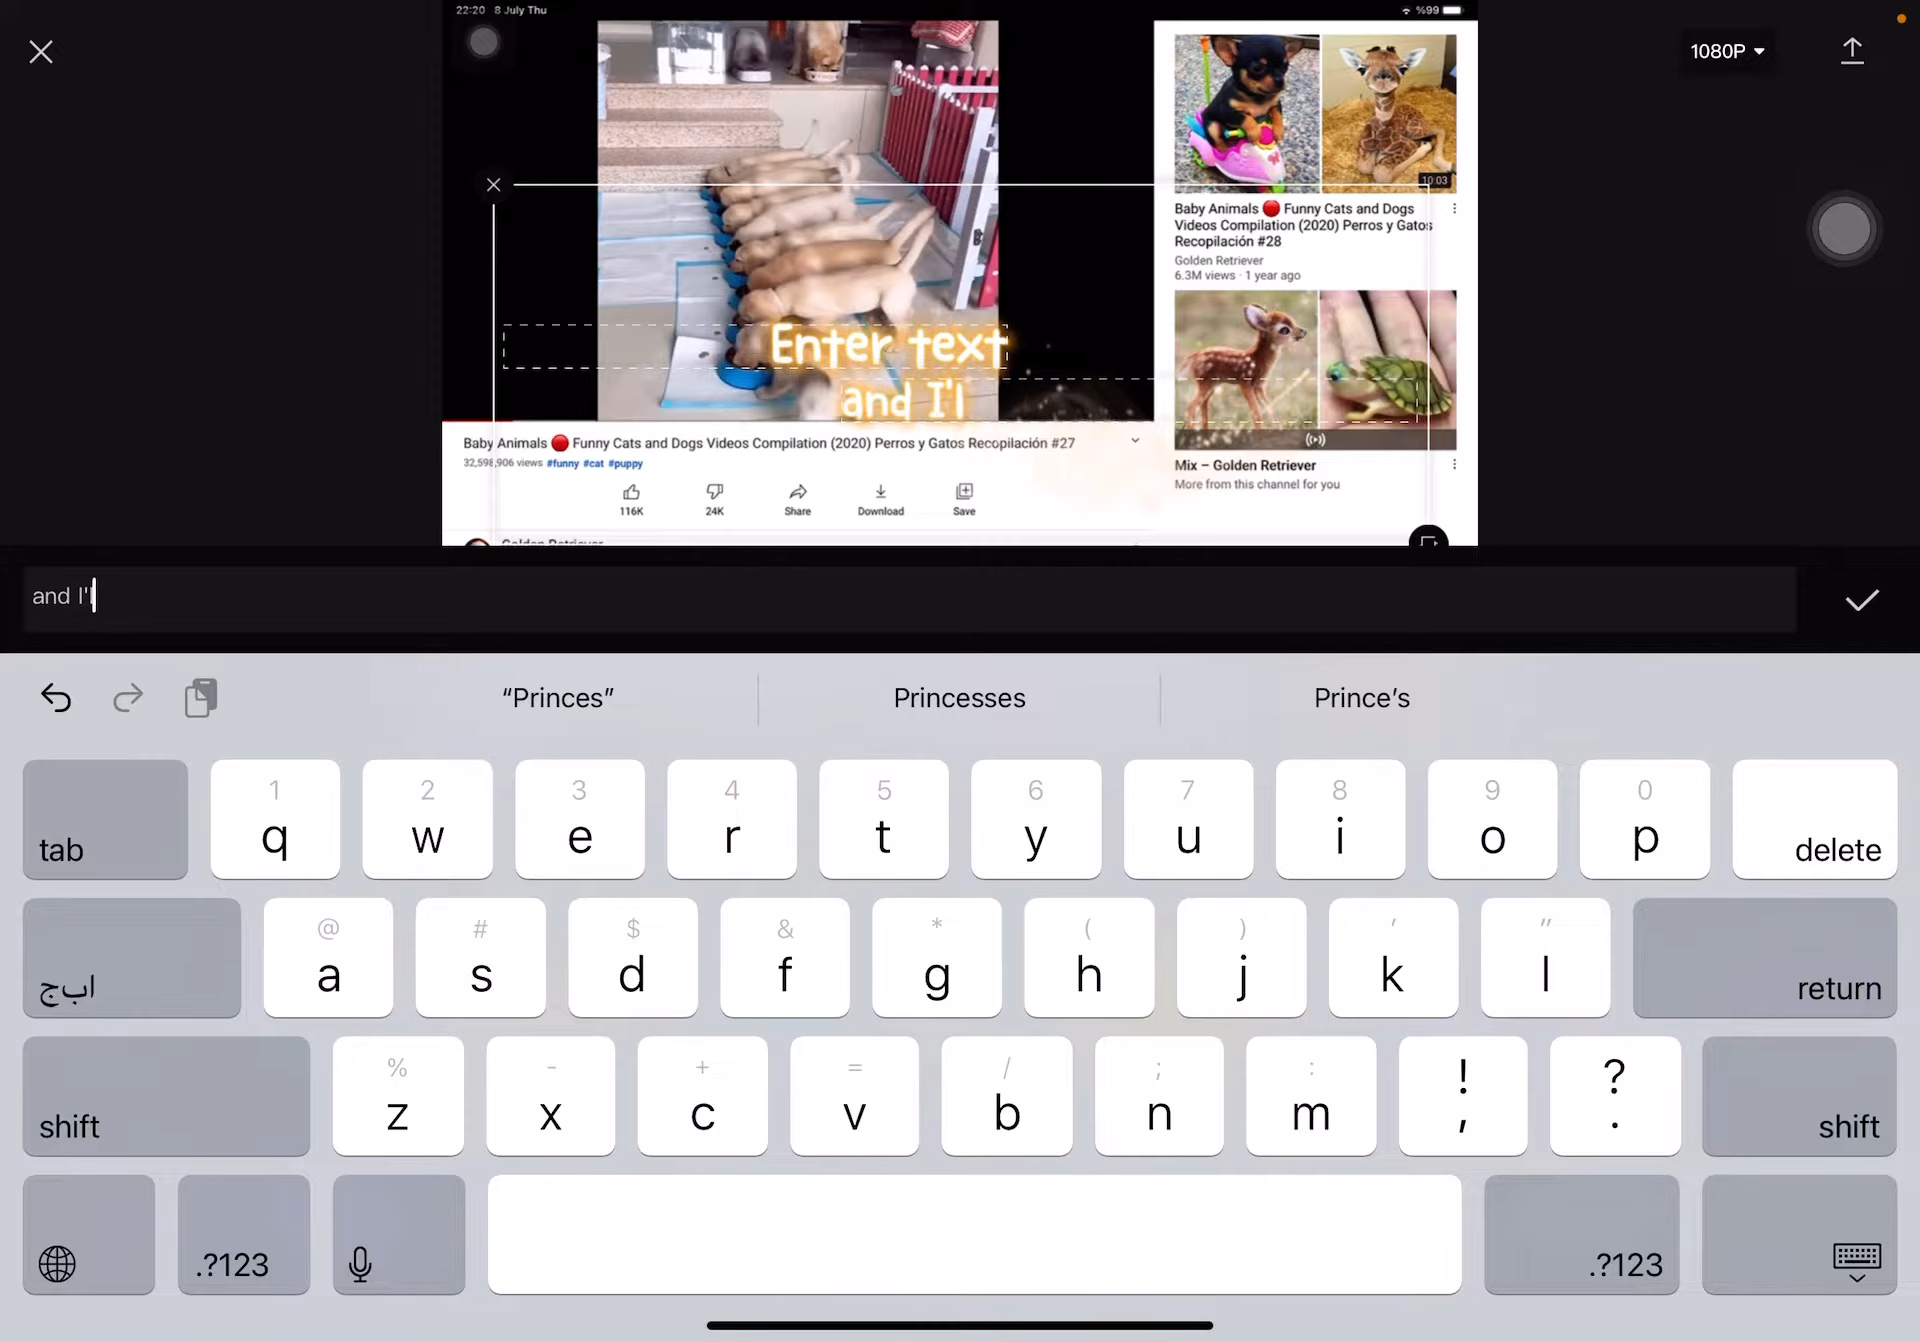 22:20 8 July Thu
%99
1080P
10:03
Baby Animals 🔴 Funny Cats and Dogs
Videos Compilation (2020) Perros y Gatos
Recopilación #28
Golden Retriever
6.3M views · 1 year ago
Enter text
and I'l
Baby Animals 🔴 Funny Cats and Dogs Videos Compilation (2020) Perros y Gatos Recopilación #27
32,598,906 views #funny #cat #puppy
116K
24K
Share
Download
Save
Mix – Golden Retriever
More from this channel for you
Golden Retriever
and I'l
“Princes”
Princesses
Prince’s
tab
1 2 3 4 5 6 7 8 9 0
q w e r t y u i o p
delete
ابج
@ # $ & * ( ) ' "
a s d f g h j k l
return
shift
% - + = / ; : ! ?
z x c v b n m , .
shift
.?123
.?123